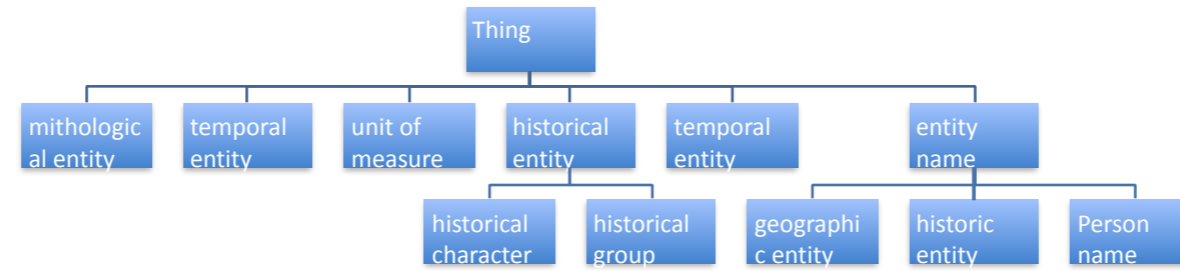 Thing
mithologic
al entity
temporal
entity
unit of
measure
historical
entity
temporal
entity
entity
name
historical
character
historical
group
geographi
c entity
historic
entity
Person
name